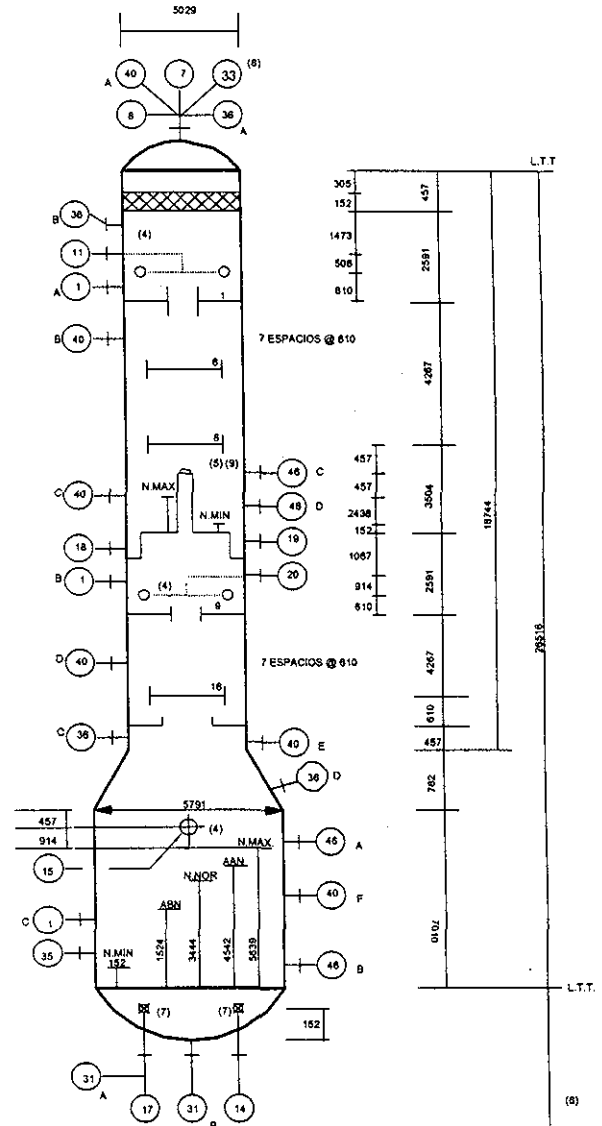 5029
40 7 33 (6)
A
8 36
A
L.T.T
305
457
152
B 36
(4)
1473
11
506
2591
A 1
1
610
B 40
7 ESPACIOS @ 610
4267
6
8
(5) (9)
46 C
457
N.MAX
C 40
457
N.MIN
46 D
2438
3504
18744
152
18
19
1067
B 1
(4)
20
914
2591
9
610
26516
D 40
7 ESPACIOS @ 610
4267
16
610
C 36
40 E
457
36 D
762
5791
457
(4)
914
N.MAX
46 A
15
AAN
N.NOR
40 F
ABN
C 1
7010
35
N.MIN
152
1524
3444
4542
5639
46 B
L.T.T.
(7) (7)
152
31
A
17 31 14
B
(6)